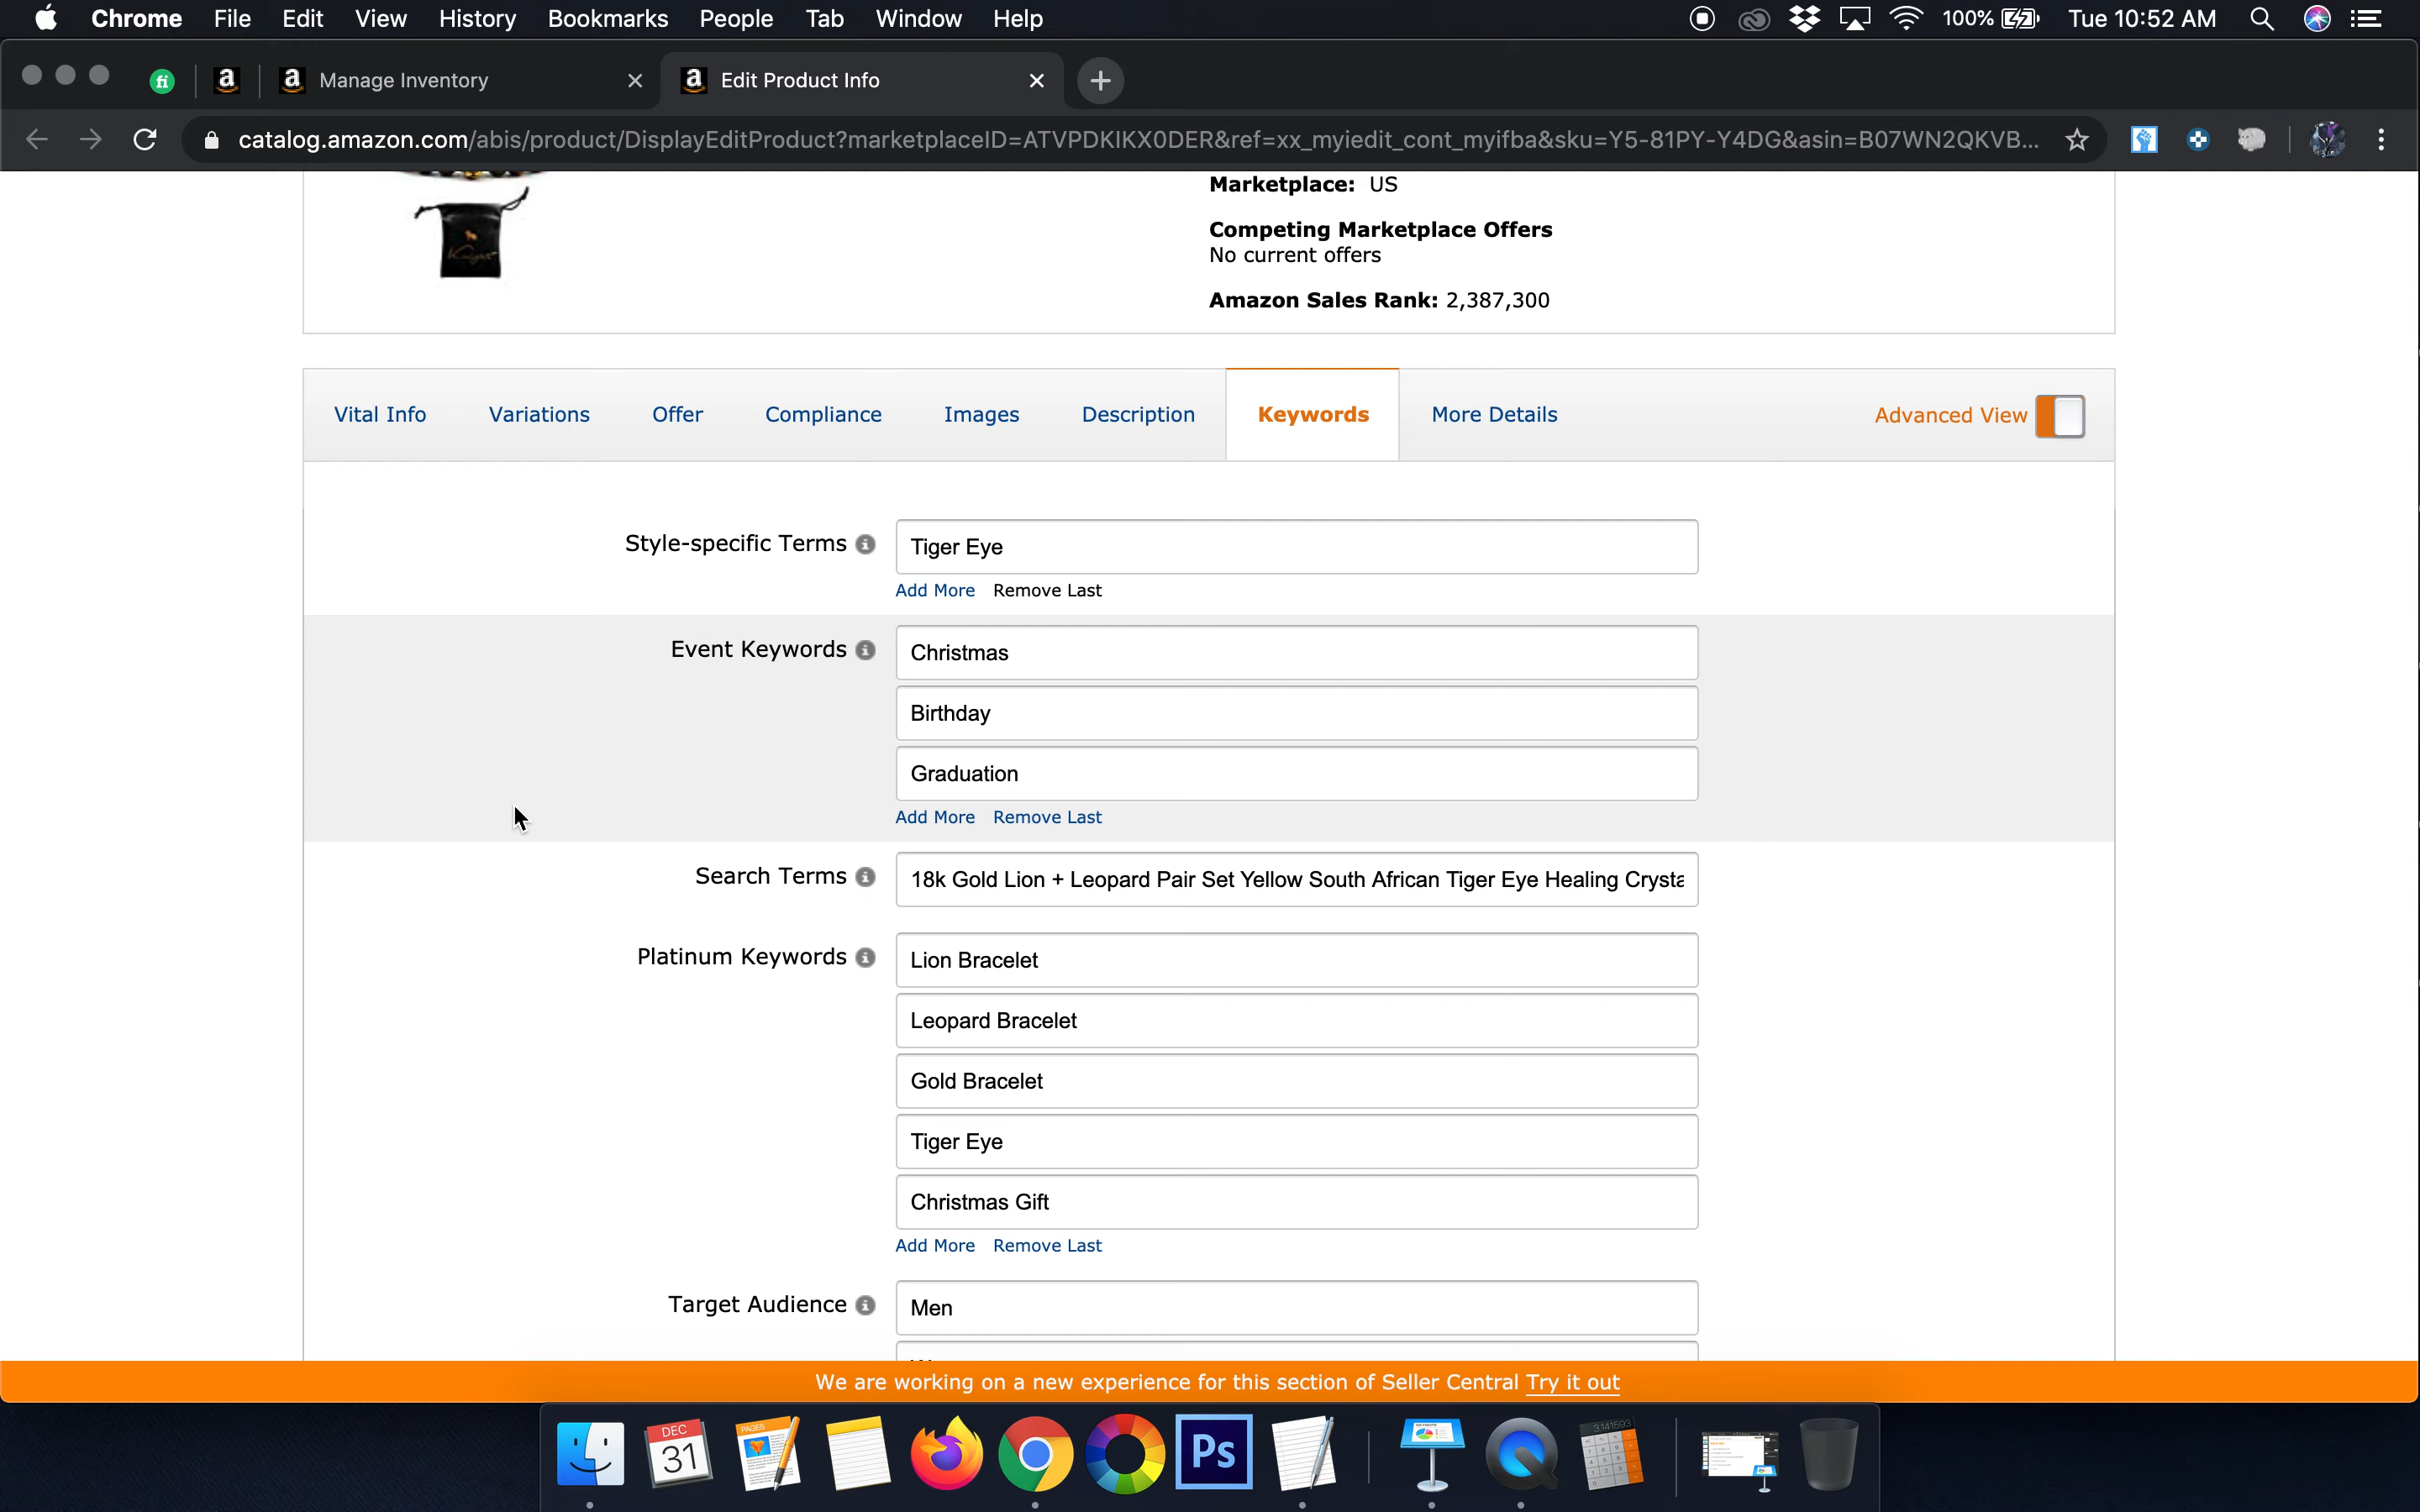 Chrome File Edit View History Bookmarks People Tab Window Help 100% Tue 10:52 AM
fi a a Manage Inventory a Edit Product Info
catalog.amazon.com/abis/product/DisplayEditProduct?marketplaceID=ATVPDKIKX0DER&ref=xx_myiedit_cont_myifba&sku=Y5-81PY-Y4DG&asin=B07WN2QKVB...
Marketplace: US
Competing Marketplace Offers
No current offers
Amazon Sales Rank: 2,387,300
Vital Info Variations Offer Compliance Images Description Keywords More Details Advanced View
Style-specific Terms Tiger Eye
Add More Remove Last
Event Keywords Christmas
Birthday
Graduation
Add More Remove Last
Search Terms 18k Gold Lion + Leopard Pair Set Yellow South African Tiger Eye Healing Crysta
Platinum Keywords Lion Bracelet
Leopard Bracelet
Gold Bracelet
Tiger Eye
Christmas Gift
Add More Remove Last
Target Audience Men
We are working on a new experience for this section of Seller Central Try it out
DEC
31
PAGES
Ps
3.141593